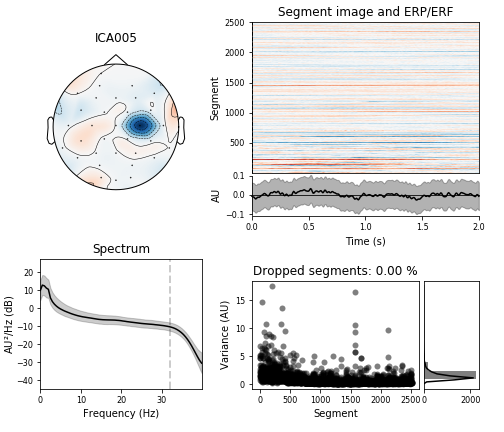 ICA005
Segment image and ERP/ERF
Segment
2500
2000
1500
1000
500
AU
0.1
0.0
−0.1
0.0 0.5 1.0 1.5 2.0
Time (s)
Spectrum
AU²/Hz (dB)
20
10
0
−10
−20
−30
−40
0 10 20 30
Frequency (Hz)
Dropped segments: 0.00 %
Variance (AU)
15
10
5
0
0 500 1000 1500 2000 2500
Segment
0 2000